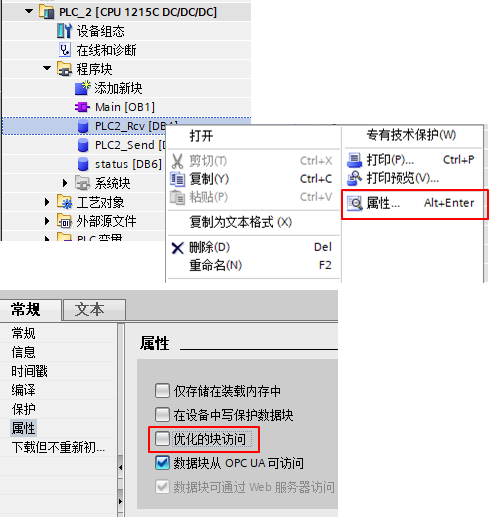 PLC_2 [CPU 1215C DC/DC/DC]
设备组态
在线和诊断
程序块
添加新块
Main [OB1]
PLC2_Rcv [DB
PLC2_Send [DB
status [DB6]
系统块
工艺对象
外部源文件
PLC 变量
打开
剪切(T) Ctrl+X
复制(Y) Ctrl+C
粘贴(P) Ctrl+V
复制为文本格式 (X)
删除(D) Del
重命名(N) F2
专有技术保护(W)
打印(P)... Ctrl+P
打印预览(V)...
属性... Alt+Enter
常规 文本
常规
信息
时间戳
编译
保护
属性
下载但不重新初...
属性
仅存储在装载内存中
在设备中写保护数据块
优化的块访问
数据块从 OPC UA 可访问
数据块可通过 Web 服务器访问